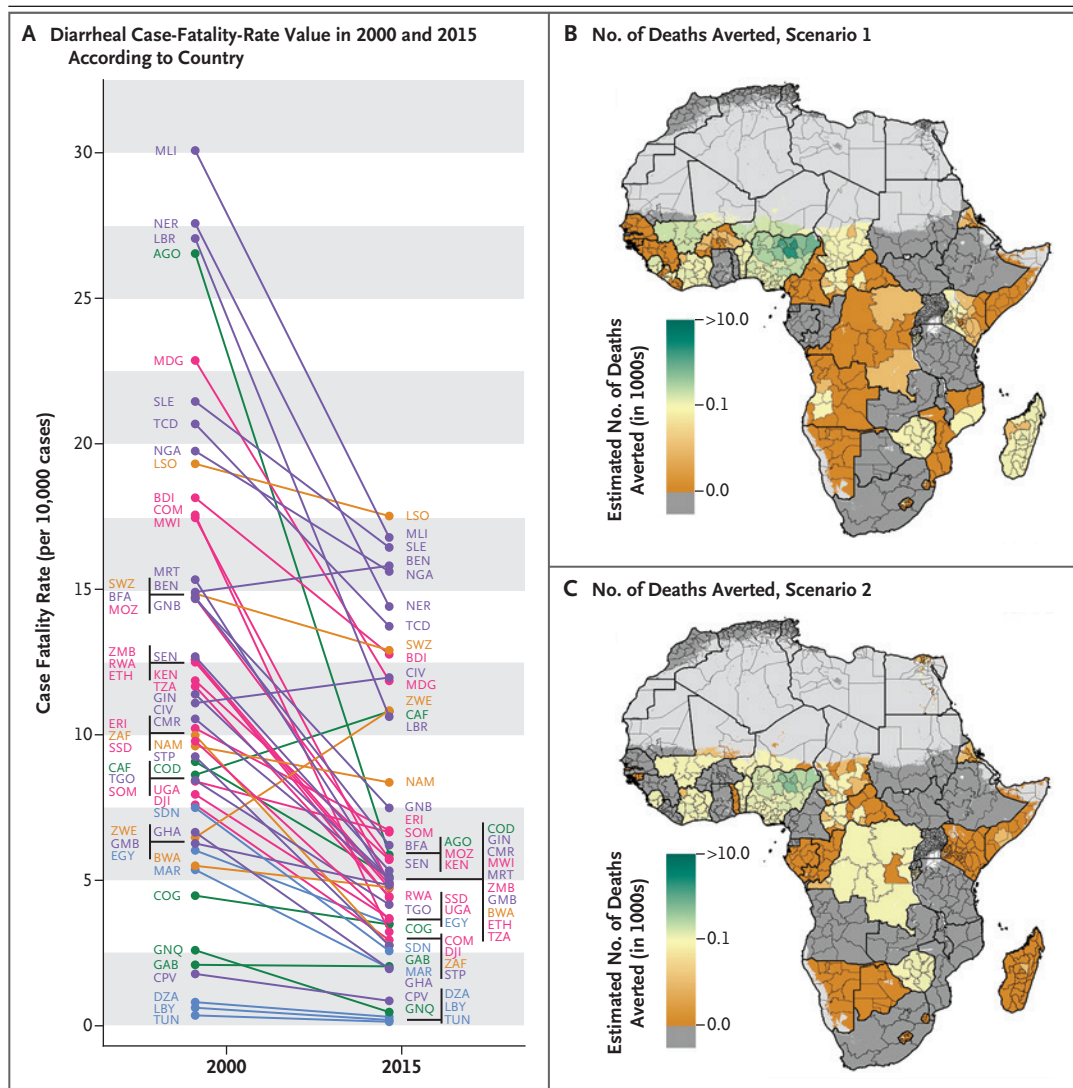 A Diarrheal Case-Fatality-Rate Value in 2000 and 2015
According to Country
Case Fatality Rate (per 10,000 cases)
30
25
20
15
10
5
0
2000
2015
MLI
NER
LBR
AGO
MDG
SLE
TCD
NGA
LSO
BDI
COM
MWI
MRT
SWZ
BEN
BFA
MOZ
GNB
ZMB
SEN
RWA
ETH
KEN
TZA
GIN
CIV
ERI
CMR
ZAF
SSD
NAM
STP
CAF
COD
TGO
SOM
UGA
DJI
SDN
ZWE
GHA
GMB
EGY
BWA
MAR
COG
GNQ
GAB
CPV
DZA
LBY
TUN
LSO
MLI
SLE
BEN
NGA
NER
TCD
SWZ
BDI
CIV
MDG
ZWE
CAF
LBR
NAM
GNB
ERI
SOM
BFA
SEN
AGO
MOZ
KEN
COD
GIN
CMR
MWI
MRT
ZMB
GMB
BWA
ETH
TZA
RWA
TGO
SSD
UGA
EGY
COG
SDN
GAB
MAR
COM
DJI
ZAF
STP
GHA
CPV
GNQ
DZA
LBY
TUN
B No. of Deaths Averted, Scenario 1
Estimated No. of Deaths
Averted (in 1000s)
>10.0
0.1
0.0
C No. of Deaths Averted, Scenario 2
Estimated No. of Deaths
Averted (in 1000s)
>10.0
0.1
0.0